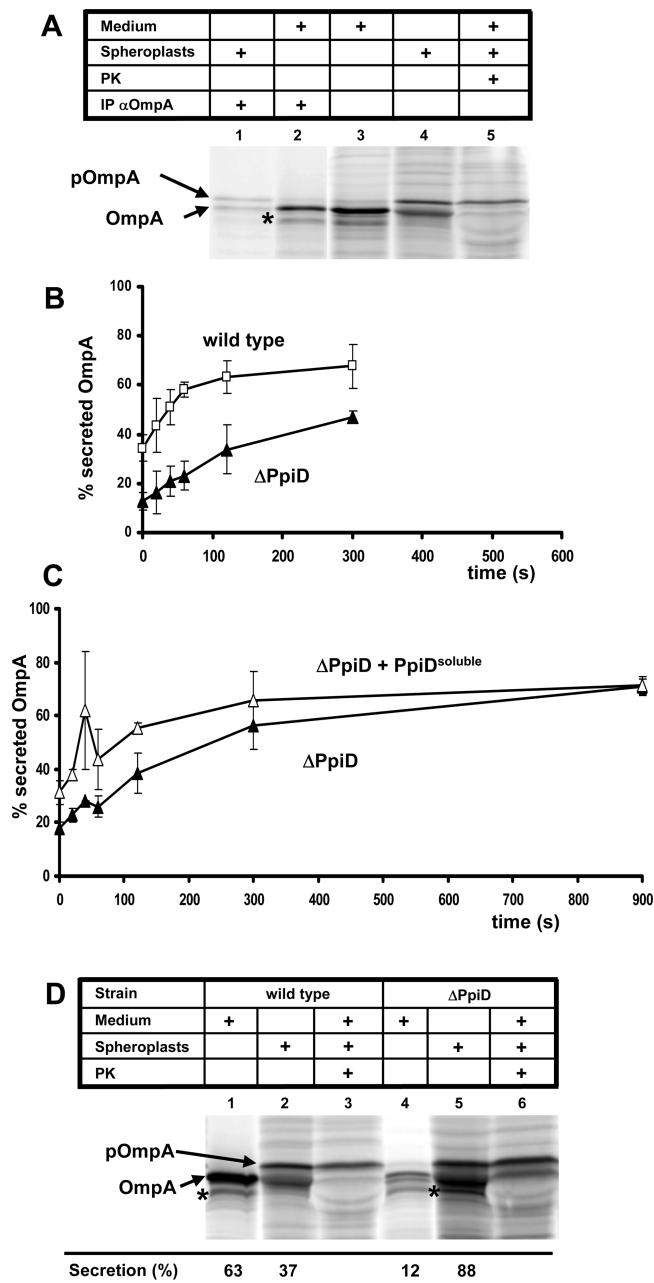 A
Medium + + +
Spheroplasts + + +
PK +
IP αOmpA + +
1 2 3 4 5
pOmpA
OmpA
*
B
% secreted OmpA
100
80
60
40
20
0
wild type
ΔPpiD
0 100 200 300 400 500 600
time (s)
C
% secreted OmpA
100
80
60
40
20
0
ΔPpiD + PpiDsoluble
ΔPpiD
0 100 200 300 400 500 600 700 800 900
time (s)
D
Strain wild type ΔPpiD
Medium + + + +
Spheroplasts + + + +
PK + +
1 2 3 4 5 6
pOmpA
OmpA
* *
Secretion (%) 63 37 12 88